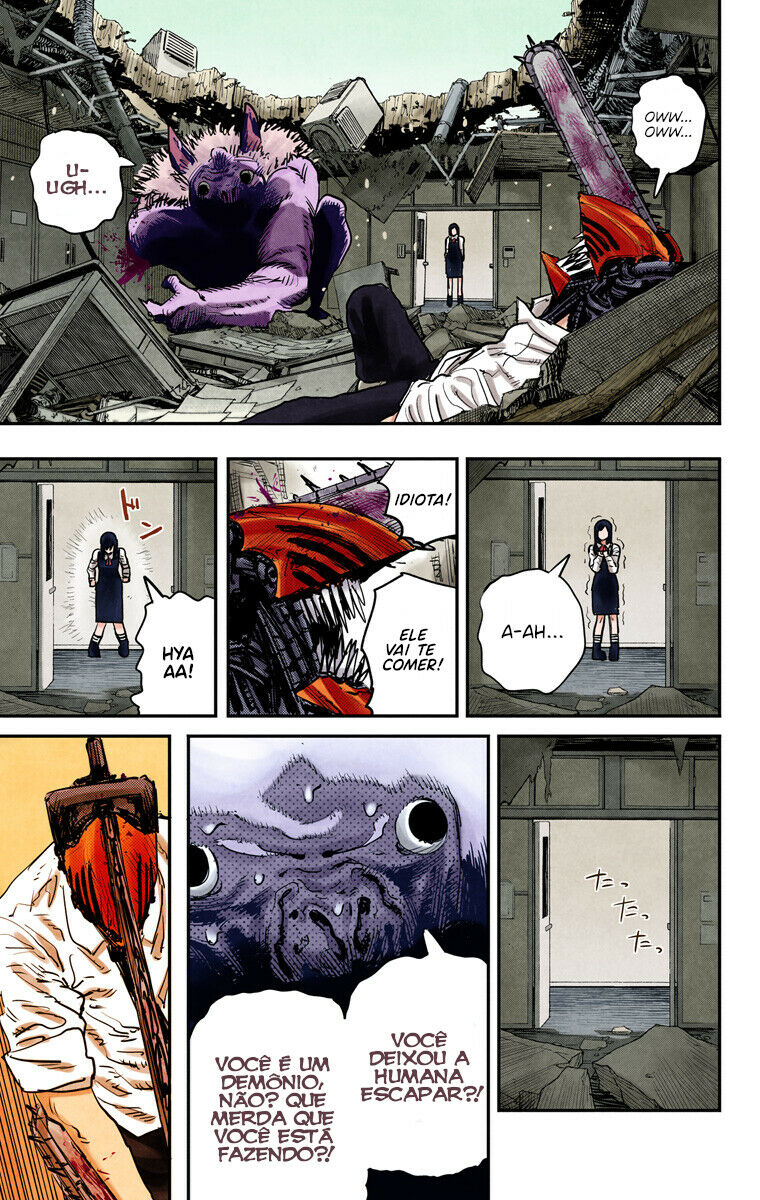 OWW...
OWW...
U-
UGH...
A-AH...
IDIOTA!
ELE
VAI TE
COMER!
ドン
HYA
AA!
たっ
たっ
たっ
VOCÊ
DEIXOU A
HUMANA
ESCAPAR?!
VOCÊ É UM
DEMÔNIO,
NÃO? QUE
MERDA QUE
VOCÊ ESTÁ
FAZENDO?!